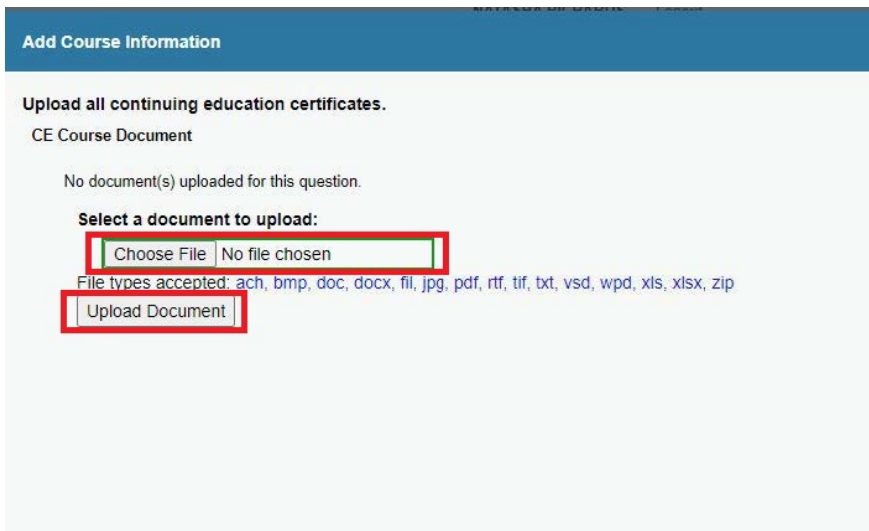 Add Course Information
Upload all continuing education certificates.
CE Course Document
No document(s) uploaded for this question.
Select a document to upload:
Choose File No file chosen
File types accepted: ach, bmp, doc, docx, fil, jpg, pdf, rtf, tif, txt, vsd, wpd, xls, xlsx, zip
Upload Document